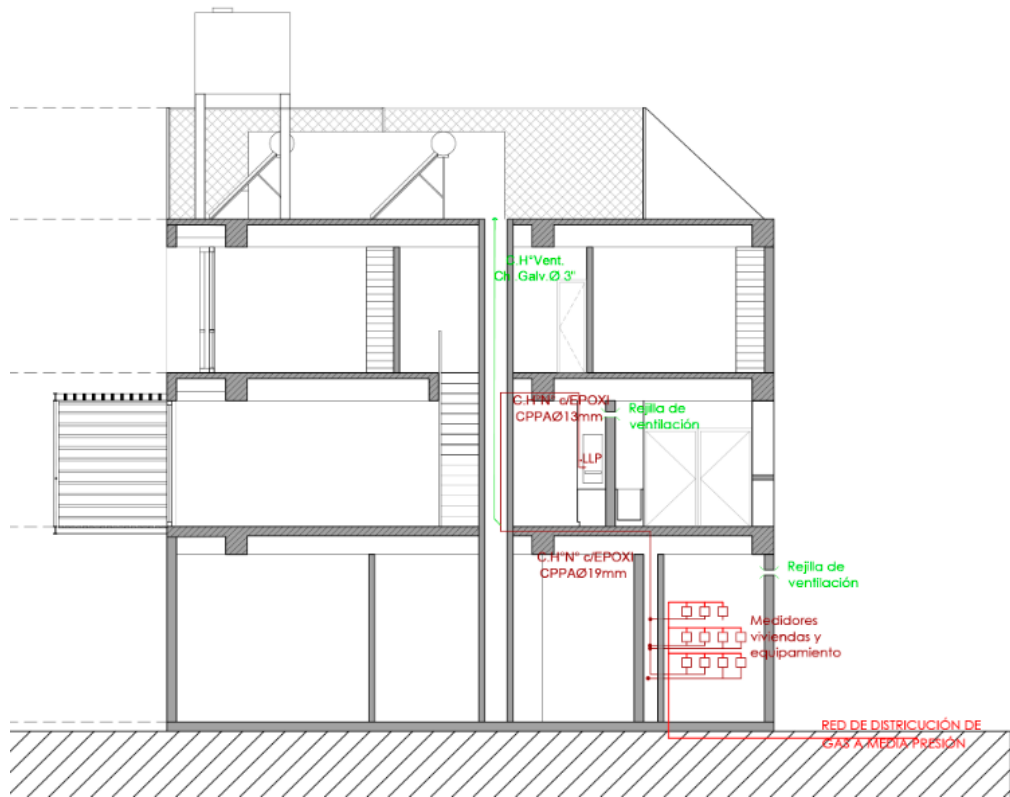 C.H°Vent.
Ch.Galv.Ø 3"
C.H°N° c/EPOXI
CPPAØ13mm
Rejilla de
ventilación
LLP
C.H°N° c/EPOXI
CPPAØ19mm
Rejilla de
ventilación
Medidores
viviendas y
equipamiento
RED DE DISTRICUCIÓN DE
GAS A MEDIA PRESIÓN